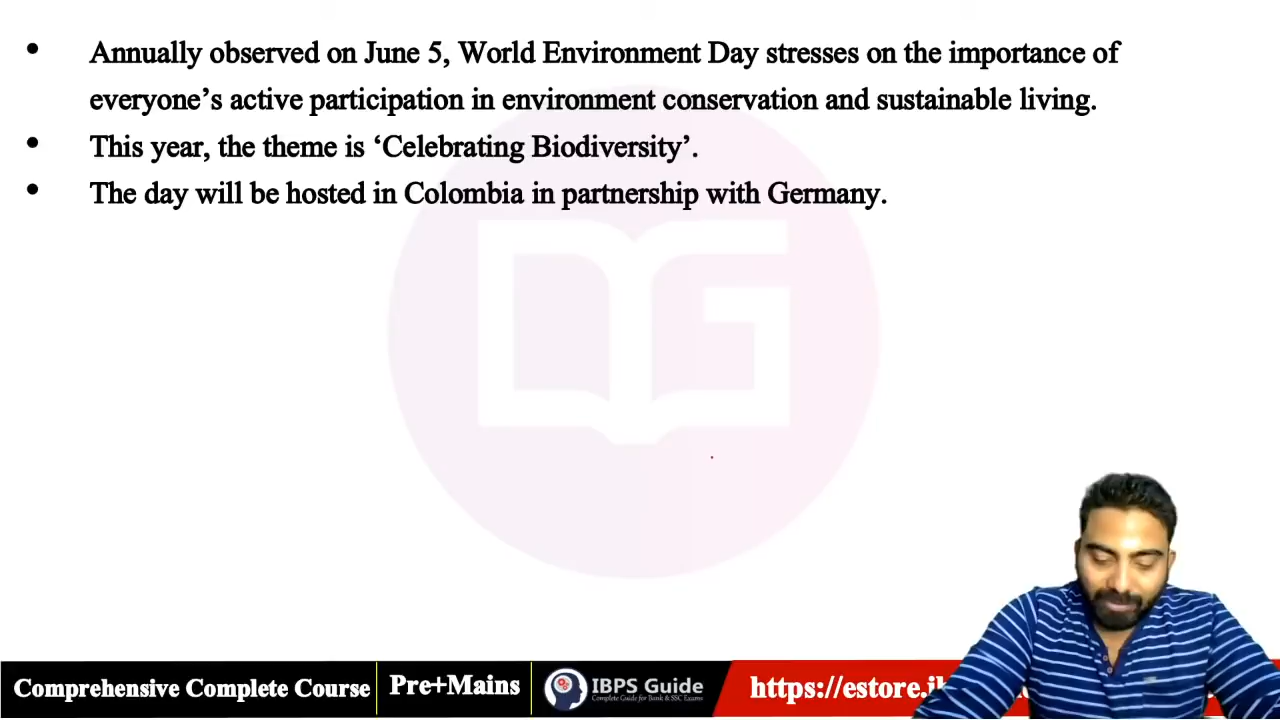 Annually observed on June 5, World Environment Day stresses on the importance of
everyone’s active participation in environment conservation and sustainable living.
This year, the theme is ‘Celebrating Biodiversity’.
The day will be hosted in Colombia in partnership with Germany.
DG
Comprehensive Complete Course
Pre+Mains
IBPS Guide
Complete Guide for Bank & SSC Exams
https://estore.ib